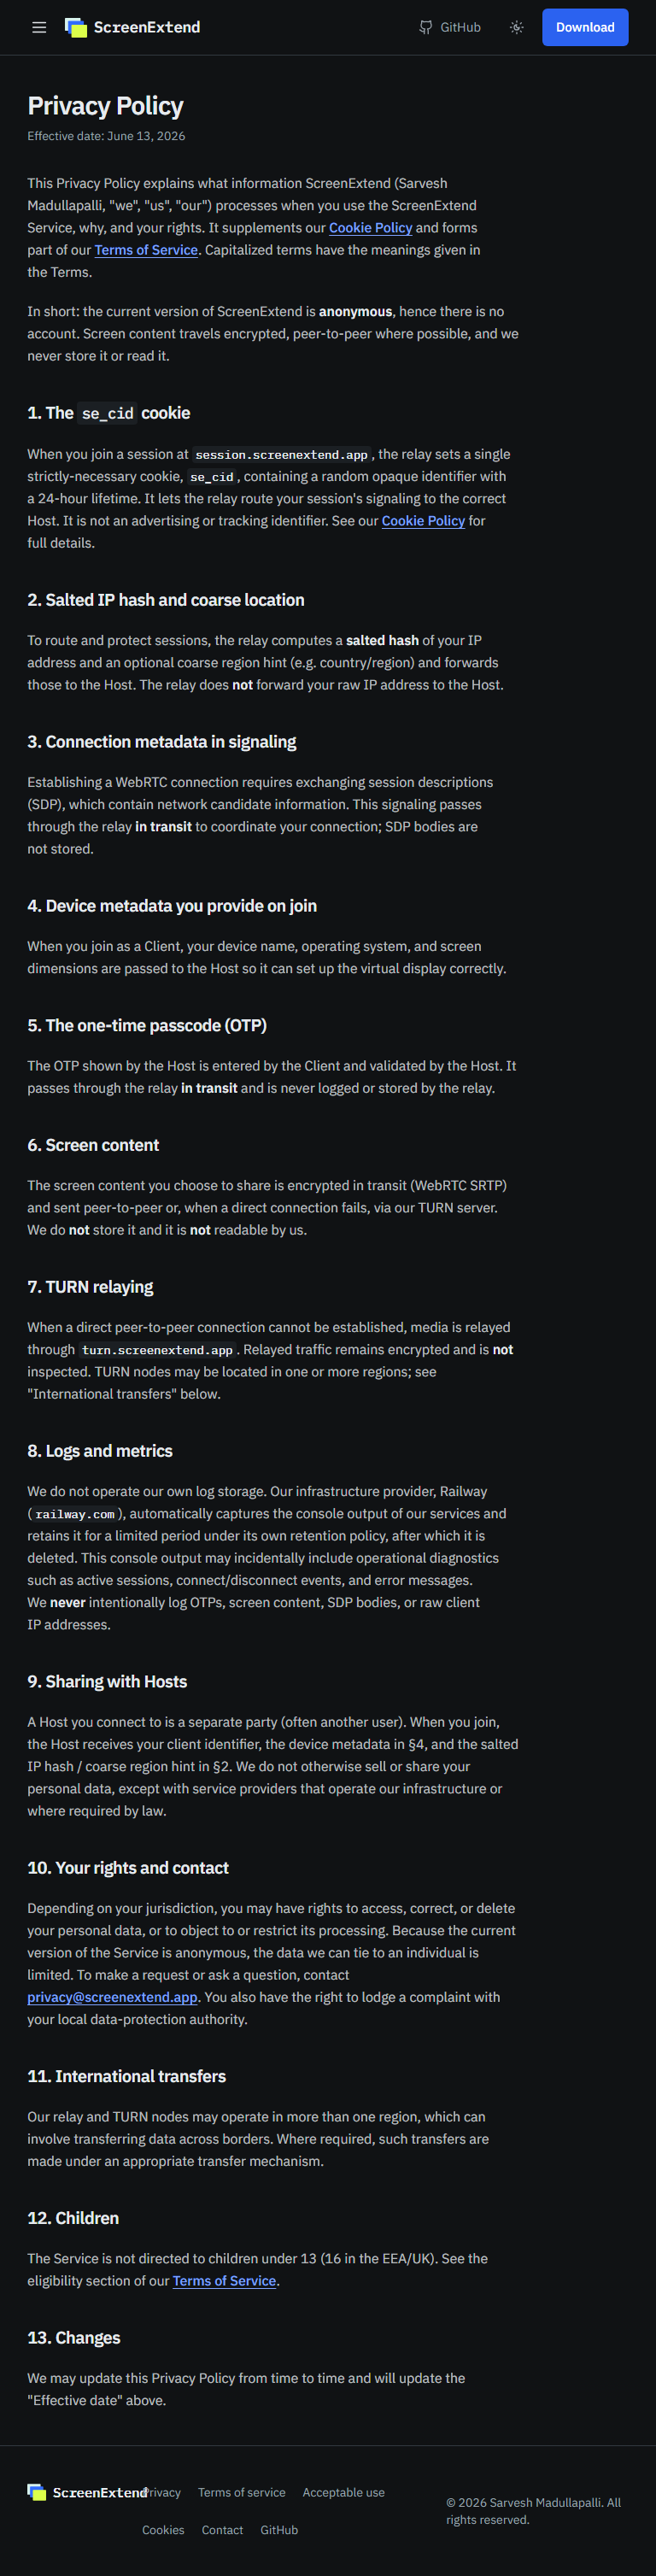 ScreenExtend
GitHub
Download
Privacy Policy
Effective date: June 13, 2026
This Privacy Policy explains what information ScreenExtend (Sarvesh
Madullapalli, "we", "us", "our") processes when you use the ScreenExtend
Service, why, and your rights. It supplements our Cookie Policy and forms
part of our Terms of Service. Capitalized terms have the meanings given in
the Terms.
In short: the current version of ScreenExtend is anonymous, hence there is no
account. Screen content travels encrypted, peer-to-peer where possible, and we
never store it or read it.
1. The se_cid cookie
When you join a session at session.screenextend.app, the relay sets a single
strictly-necessary cookie, se_cid, containing a random opaque identifier with
a 24-hour lifetime. It lets the relay route your session's signaling to the correct
Host. It is not an advertising or tracking identifier. See our Cookie Policy for
full details.
2. Salted IP hash and coarse location
To route and protect sessions, the relay computes a salted hash of your IP
address and an optional coarse region hint (e.g. country/region) and forwards
those to the Host. The relay does not forward your raw IP address to the Host.
3. Connection metadata in signaling
Establishing a WebRTC connection requires exchanging session descriptions
(SDP), which contain network candidate information. This signaling passes
through the relay in transit to coordinate your connection; SDP bodies are
not stored.
4. Device metadata you provide on join
When you join as a Client, your device name, operating system, and screen
dimensions are passed to the Host so it can set up the virtual display correctly.
5. The one-time passcode (OTP)
The OTP shown by the Host is entered by the Client and validated by the Host. It
passes through the relay in transit and is never logged or stored by the relay.
6. Screen content
The screen content you choose to share is encrypted in transit (WebRTC SRTP)
and sent peer-to-peer or, when a direct connection fails, via our TURN server.
We do not store it and it is not readable by us.
7. TURN relaying
When a direct peer-to-peer connection cannot be established, media is relayed
through turn.screenextend.app. Relayed traffic remains encrypted and is not
inspected. TURN nodes may be located in one or more regions; see
"International transfers" below.
8. Logs and metrics
We do not operate our own log storage. Our infrastructure provider, Railway
(railway.com), automatically captures the console output of our services and
retains it for a limited period under its own retention policy, after which it is
deleted. This console output may incidentally include operational diagnostics
such as active sessions, connect/disconnect events, and error messages.
We never intentionally log OTPs, screen content, SDP bodies, or raw client
IP addresses.
9. Sharing with Hosts
A Host you connect to is a separate party (often another user). When you join,
the Host receives your client identifier, the device metadata in §4, and the salted
IP hash / coarse region hint in §2. We do not otherwise sell or share your
personal data, except with service providers that operate our infrastructure or
where required by law.
10. Your rights and contact
Depending on your jurisdiction, you may have rights to access, correct, or delete
your personal data, or to object to or restrict its processing. Because the current
version of the Service is anonymous, the data we can tie to an individual is
limited. To make a request or ask a question, contact
privacy@screenextend.app. You also have the right to lodge a complaint with
your local data-protection authority.
11. International transfers
Our relay and TURN nodes may operate in more than one region, which can
involve transferring data across borders. Where required, such transfers are
made under an appropriate transfer mechanism.
12. Children
The Service is not directed to children under 13 (16 in the EEA/UK). See the
eligibility section of our Terms of Service.
13. Changes
We may update this Privacy Policy from time to time and will update the
"Effective date" above.
ScreenExtend
Privacy Terms of service Acceptable use
Cookies Contact GitHub
© 2026 Sarvesh Madullapalli. All
rights reserved.